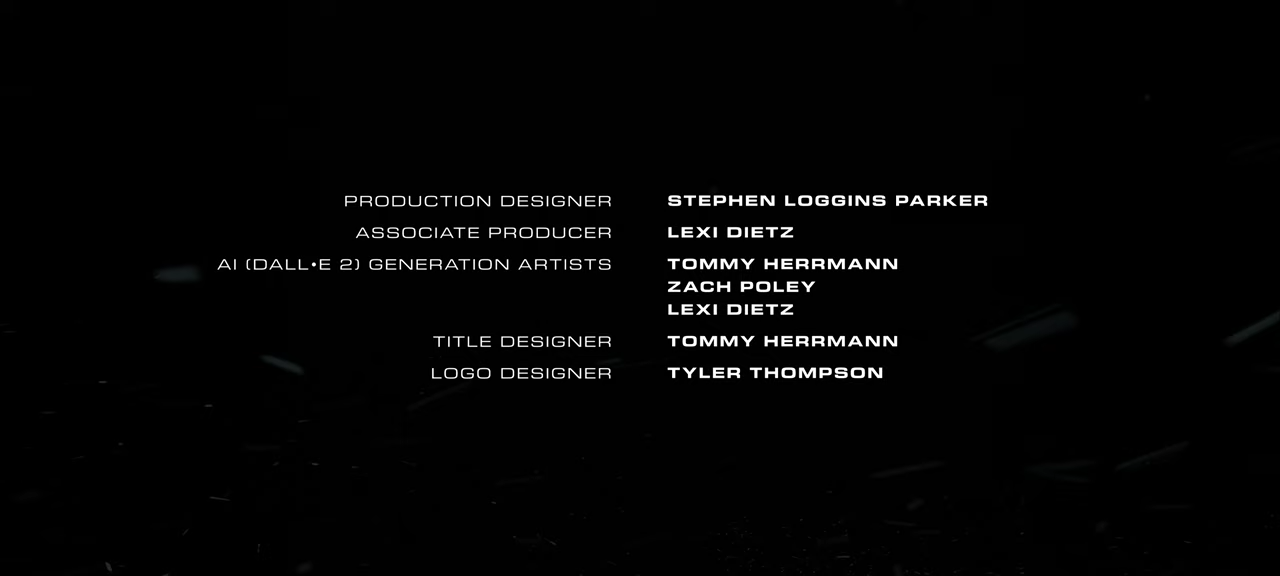 PRODUCTION DESIGNER STEPHEN LOGGINS PARKER
ASSOCIATE PRODUCER LEXI DIETZ
AI (DALL•E 2) GENERATION ARTISTS TOMMY HERRMANN
ZACH POLEY
LEXI DIETZ
TITLE DESIGNER TOMMY HERRMANN
LOGO DESIGNER TYLER THOMPSON